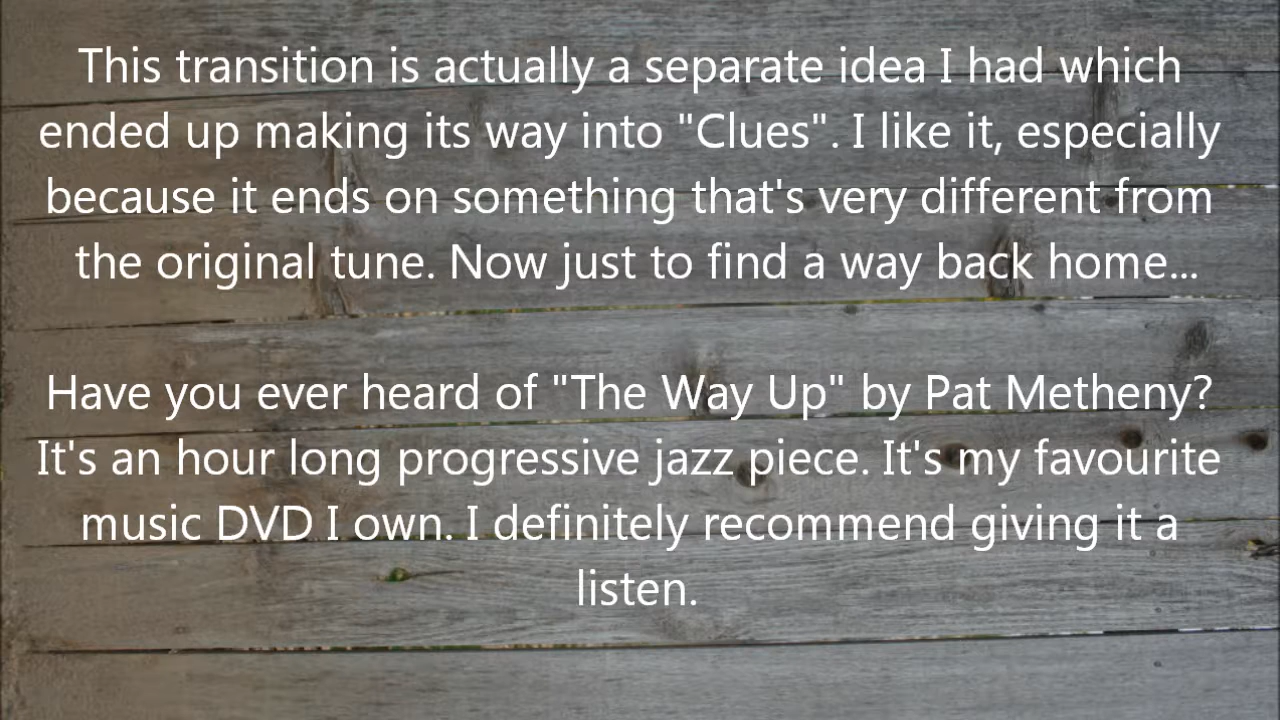 This transition is actually a separate idea I had which
ended up making its way into "Clues". I like it, especially
because it ends on something that's very different from
the original tune. Now just to find a way back home...
Have you ever heard of "The Way Up" by Pat Metheny?
It's an hour long progressive jazz piece. It's my favourite
music DVD I own. I definitely recommend giving it a
listen.